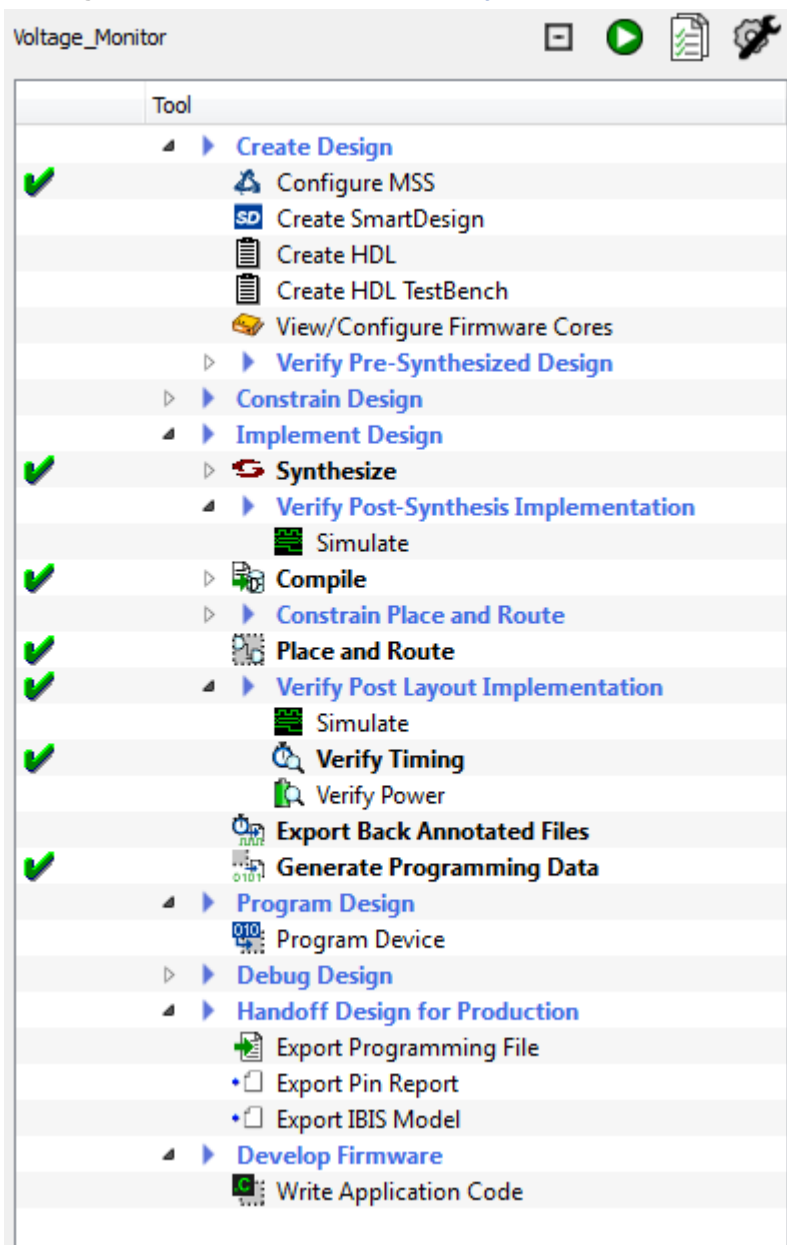 Voltage_Monitor
Tool
Create Design
Configure MSS
SD Create SmartDesign
Create HDL
Create HDL TestBench
View/Configure Firmware Cores
Verify Pre-Synthesized Design
Constrain Design
Implement Design
Synthesize
Verify Post-Synthesis Implementation
Simulate
Compile
Constrain Place and Route
Place and Route
Verify Post Layout Implementation
Simulate
Verify Timing
Verify Power
Export Back Annotated Files
Generate Programming Data
Program Design
Program Device
Debug Design
Handoff Design for Production
Export Programming File
Export Pin Report
Export IBIS Model
Develop Firmware
Write Application Code